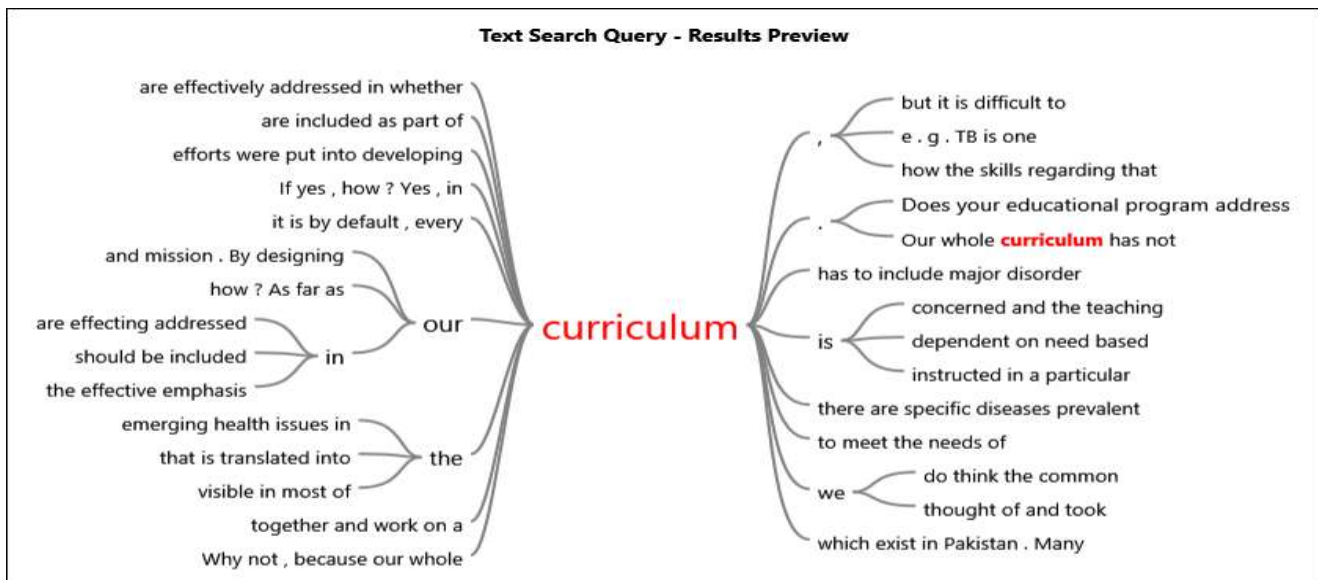 Text Search Query - Results Preview
are effectively addressed in whether
are included as part of
efforts were put into developing
If yes , how ? Yes , in
it is by default , every
and mission . By designing
how ? As far as
our
are effecting addressed
should be included
in
the effective emphasis
emerging health issues in
that is translated into
the
visible in most of
together and work on a
Why not , because our whole
curriculum
,
but it is difficult to
e . g . TB is one
how the skills regarding that
.
Does your educational program address
Our whole curriculum has not
has to include major disorder
is
concerned and the teaching
dependent on need based
instructed in a particular
there are specific diseases prevalent
to meet the needs of
we
do think the common
thought of and took
which exist in Pakistan . Many